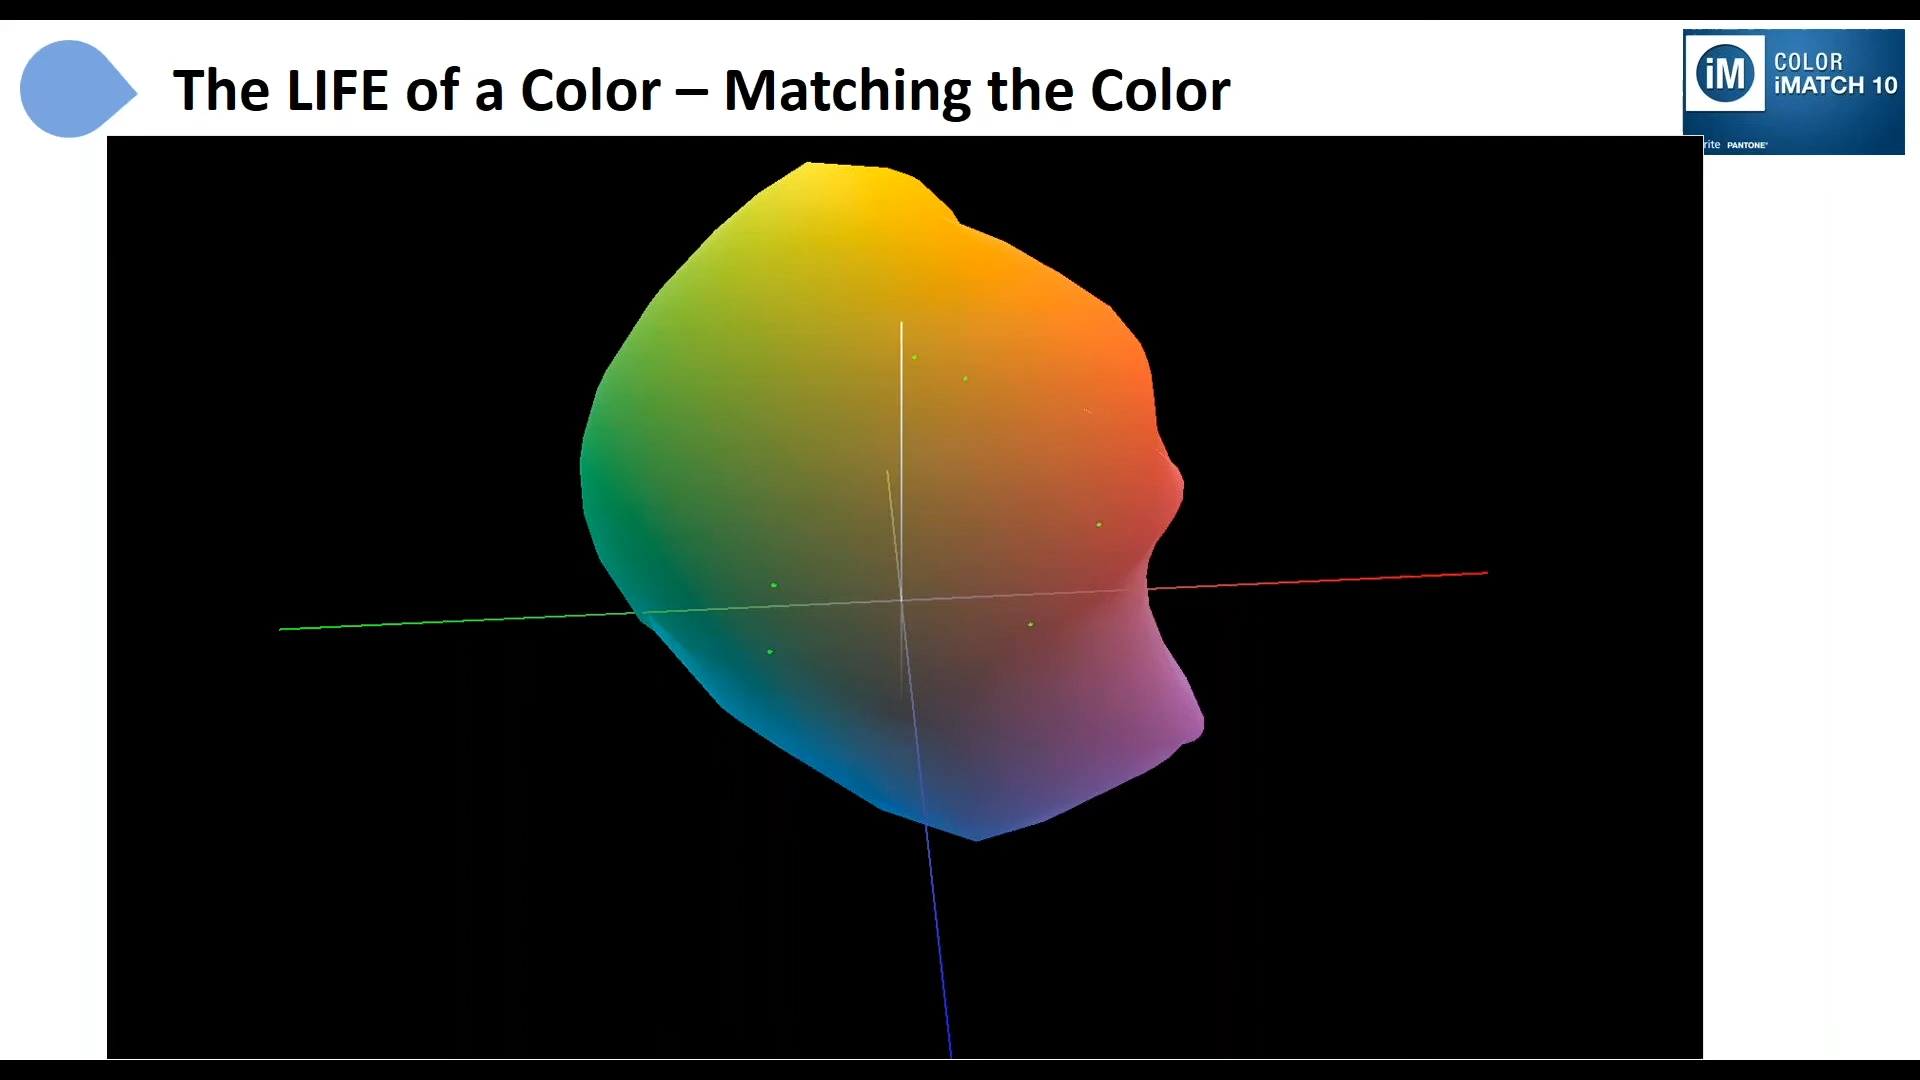 The LIFE of a Color – Matching the Color
iM
COLOR
iMATCH 10
rite PANTONE®